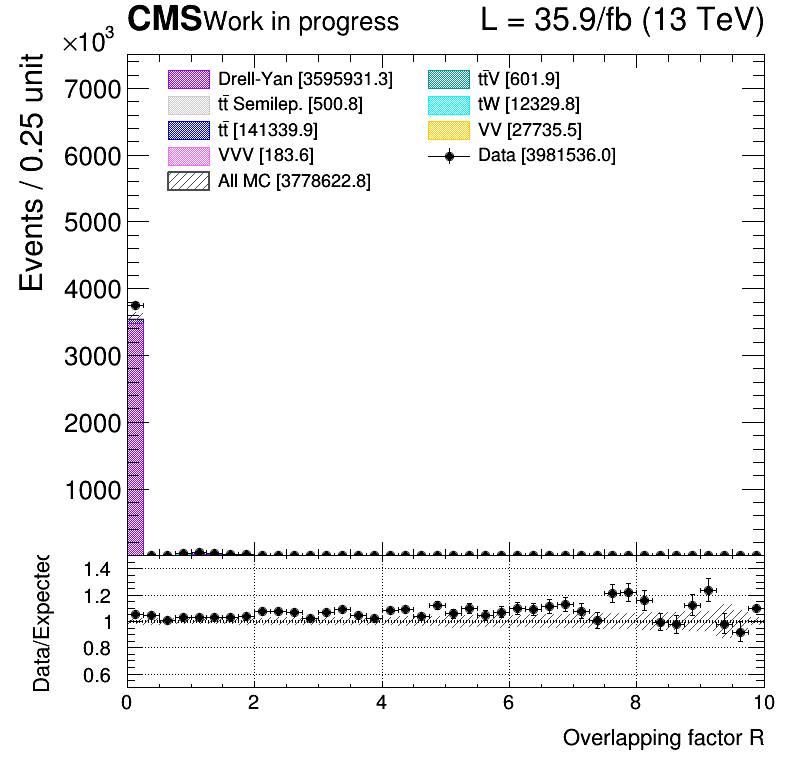 CMS Work in progress L = 35.9/fb (13 TeV)
×10³
Drell-Yan [3595931.3]
tt̄ Semilep. [500.8]
tt̄ [141339.9]
VVV [183.6]
All MC [3778622.8]
tt̄V [601.9]
tW [12329.8]
VV [27735.5]
Data [3981536.0]
Events / 0.25 unit
7000
6000
5000
4000
3000
2000
1000
Data/Expected
1.4
1.2
1
0.8
0.6
0 2 4 6 8 10
Overlapping factor R